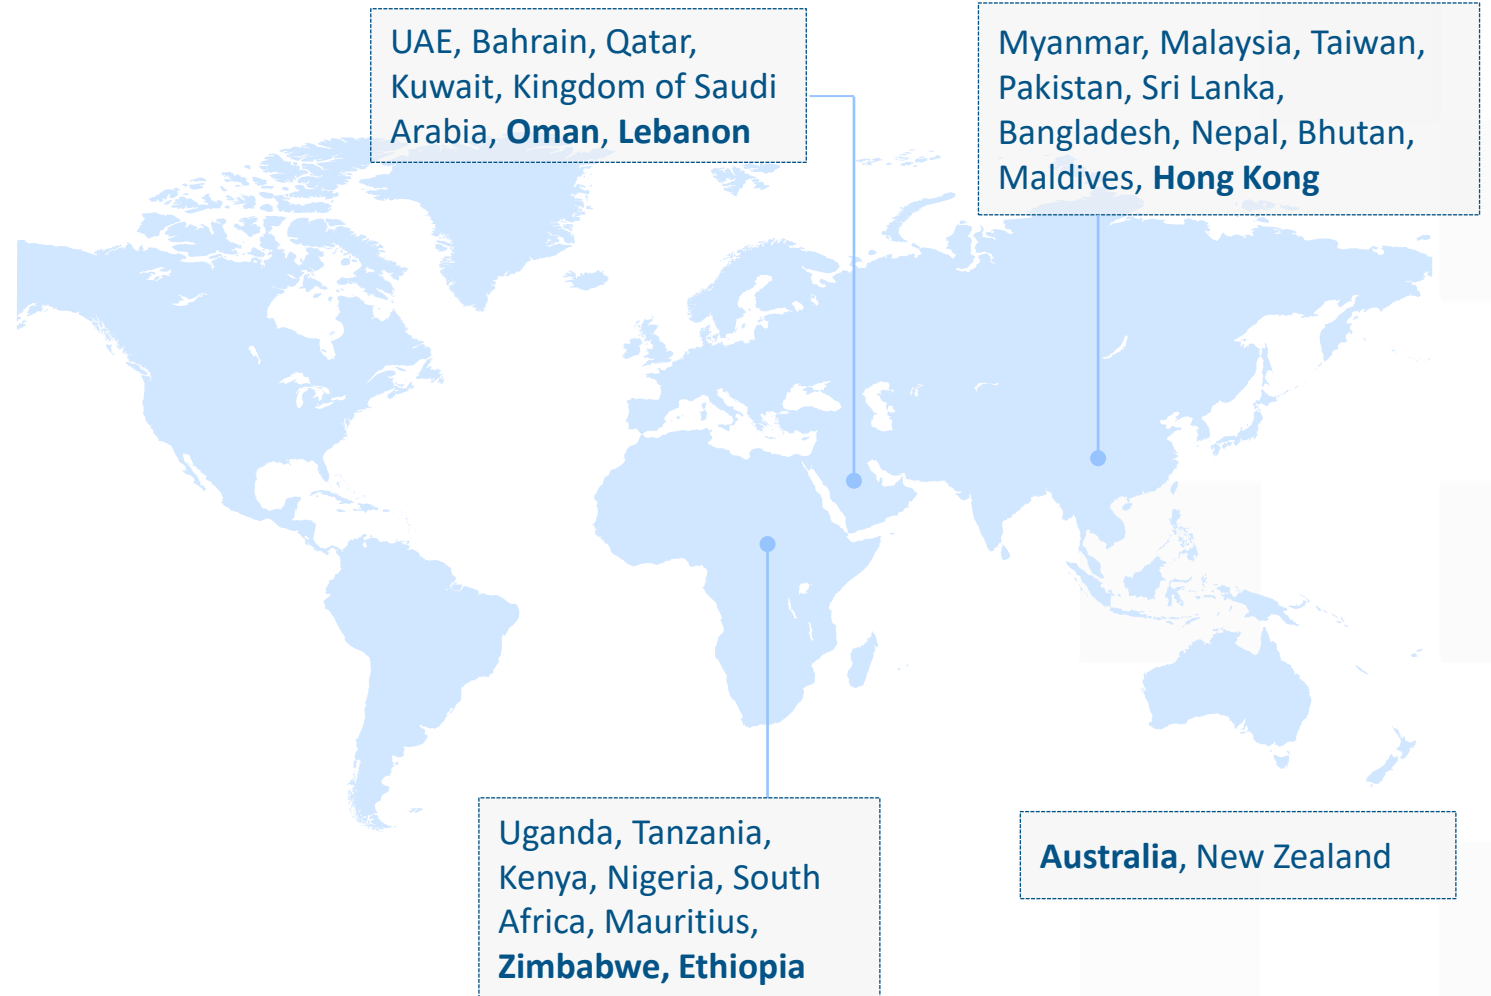 UAE, Bahrain, Qatar,
Kuwait, Kingdom of Saudi
Arabia, Oman, Lebanon
Myanmar, Malaysia, Taiwan,
Pakistan, Sri Lanka,
Bangladesh, Nepal, Bhutan,
Maldives, Hong Kong
Uganda, Tanzania,
Kenya, Nigeria, South
Africa, Mauritius,
Zimbabwe, Ethiopia
Australia, New Zealand